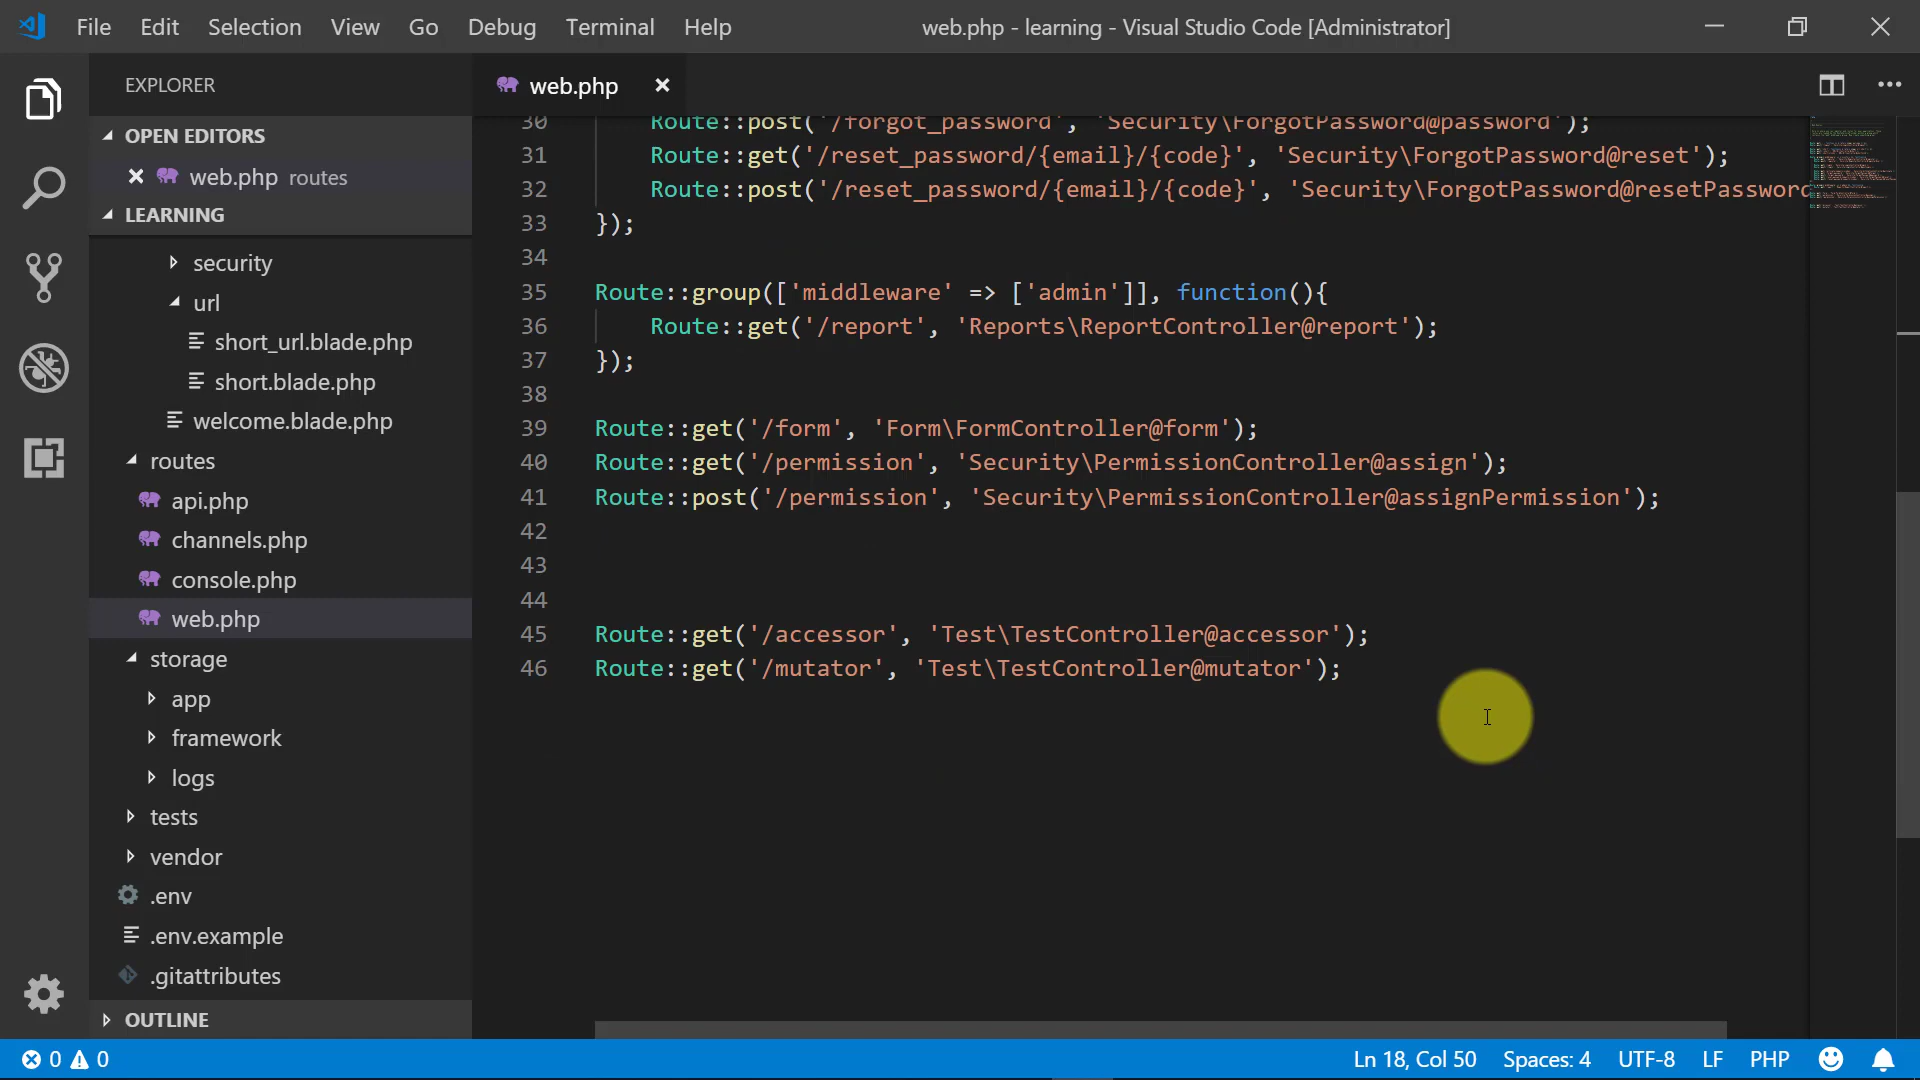 File Edit Selection View Go Debug Terminal Help web.php - learning - Visual Studio Code [Administrator]
EXPLORER
OPEN EDITORS
web.php routes
LEARNING
security
url
short_url.blade.php
short.blade.php
welcome.blade.php
routes
api.php
channels.php
console.php
web.php
storage
app
framework
logs
tests
vendor
.env
.env.example
.gitattributes
OUTLINE
web.php
30 Route::post('/forgot_password', 'Security\ForgotPassword@password');
31 Route::get('/reset_password/{email}/{code}', 'Security\ForgotPassword@reset');
32 Route::post('/reset_password/{email}/{code}', 'Security\ForgotPassword@resetPassword
33 });
34
35 Route::group(['middleware' => ['admin']], function(){
36 Route::get('/report', 'Reports\ReportController@report');
37 });
38
39 Route::get('/form', 'Form\FormController@form');
40 Route::get('/permission', 'Security\PermissionController@assign');
41 Route::post('/permission', 'Security\PermissionController@assignPermission');
42
43
44
45 Route::get('/accessor', 'Test\TestController@accessor');
46 Route::get('/mutator', 'Test\TestController@mutator');
0 0 Ln 18, Col 50 Spaces: 4 UTF-8 LF PHP